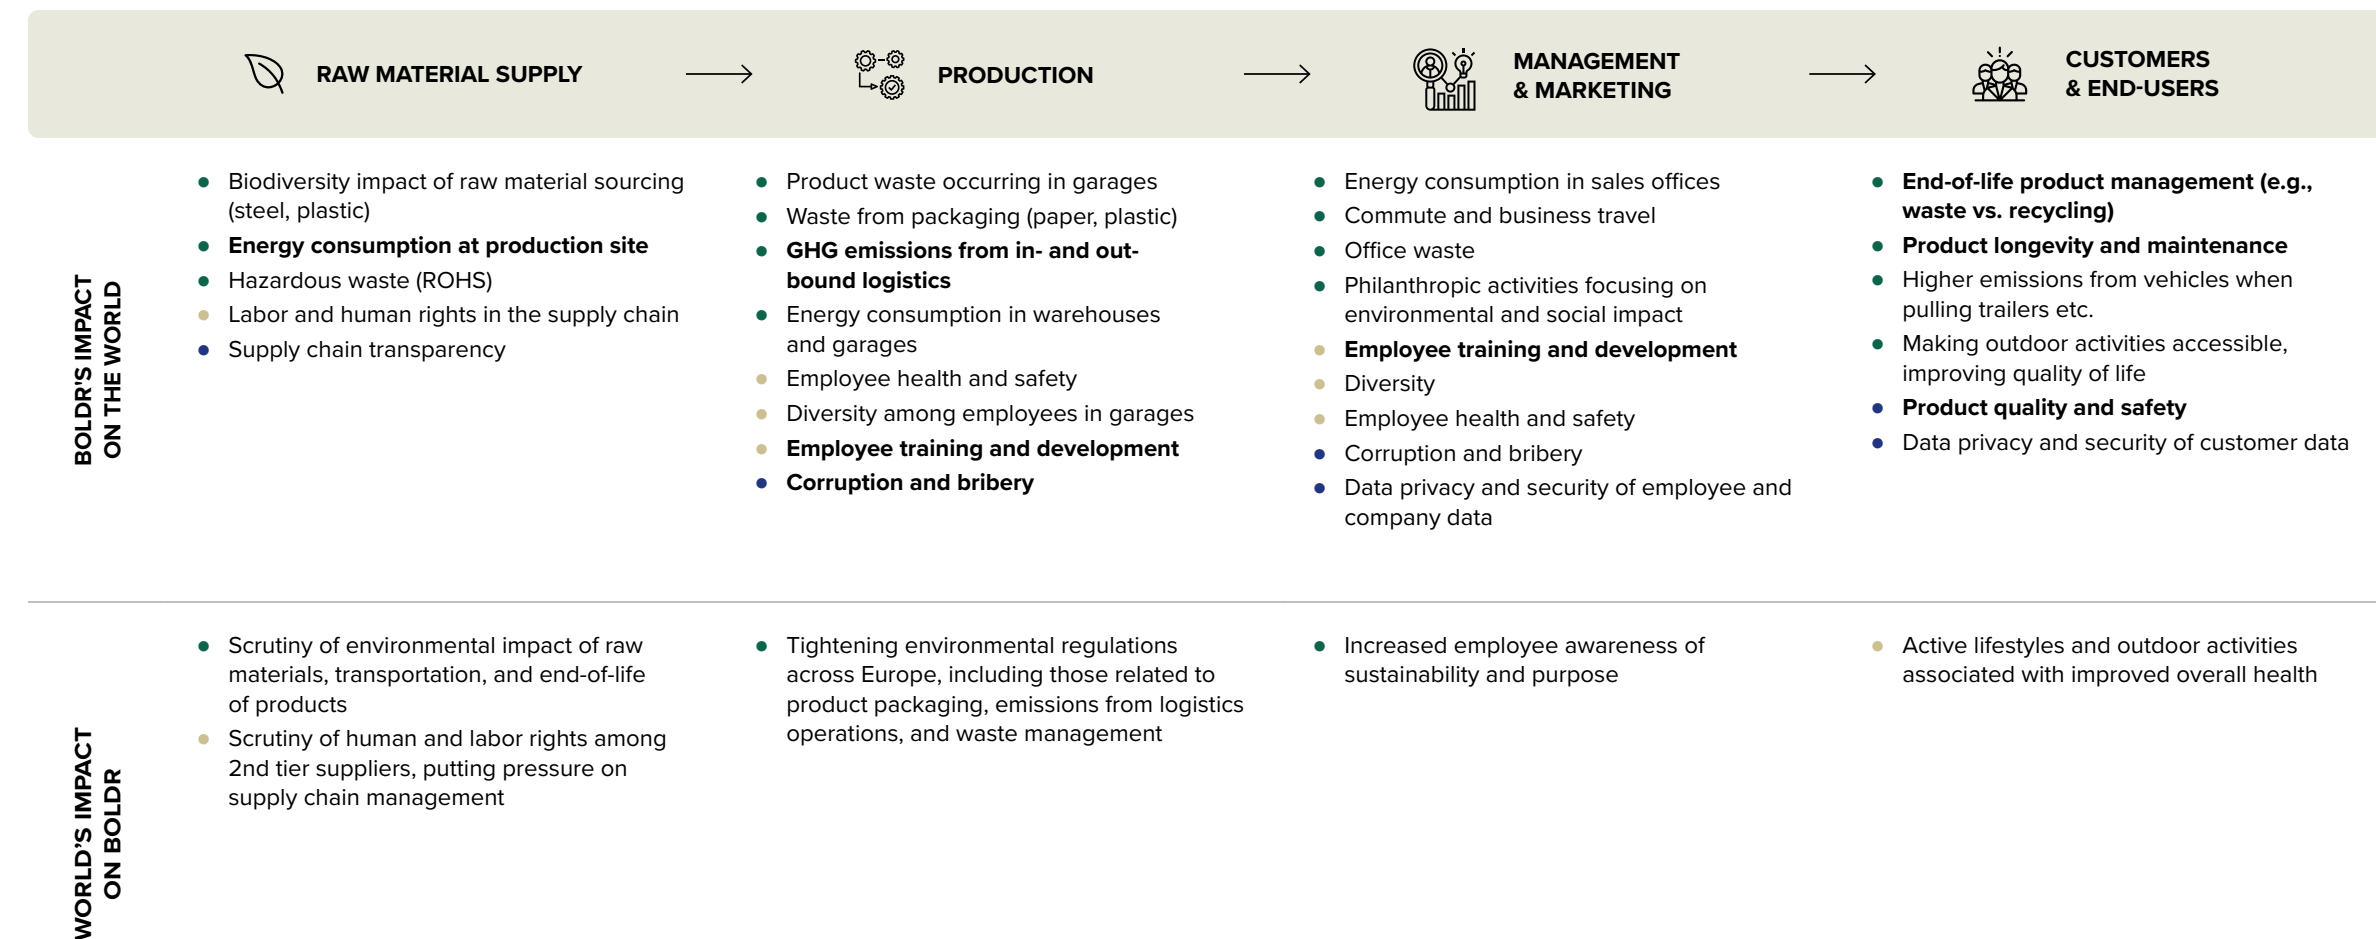 RAW MATERIAL SUPPLY
PRODUCTION
MANAGEMENT
& MARKETING
CUSTOMERS
& END-USERS
BOLDR'S IMPACT
ON THE WORLD
Biodiversity impact of raw material sourcing
(steel, plastic)
Energy consumption at production site
Hazardous waste (ROHS)
Labor and human rights in the supply chain
Supply chain transparency
Product waste occurring in garages
Waste from packaging (paper, plastic)
GHG emissions from in- and out-
bound logistics
Energy consumption in warehouses
and garages
Employee health and safety
Diversity among employees in garages
Employee training and development
Corruption and bribery
Energy consumption in sales offices
Commute and business travel
Office waste
Philanthropic activities focusing on
environmental and social impact
Employee training and development
Diversity
Employee health and safety
Corruption and bribery
Data privacy and security of employee and
company data
End-of-life product management (e.g.,
waste vs. recycling)
Product longevity and maintenance
Higher emissions from vehicles when
pulling trailers etc.
Making outdoor activities accessible,
improving quality of life
Product quality and safety
Data privacy and security of customer data
WORLD'S IMPACT
ON BOLDR
Scrutiny of environmental impact of raw
materials, transportation, and end-of-life
of products
Scrutiny of human and labor rights among
2nd tier suppliers, putting pressure on
supply chain management
Tightening environmental regulations
across Europe, including those related to
product packaging, emissions from logistics
operations, and waste management
Increased employee awareness of
sustainability and purpose
Active lifestyles and outdoor activities
associated with improved overall health